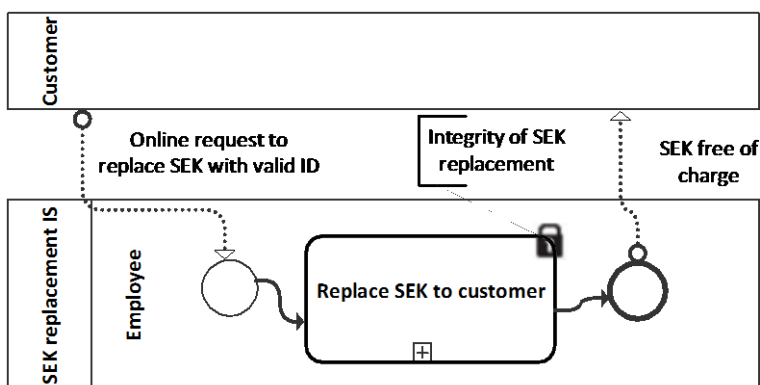 Customer
Online request to
replace SEK with valid ID
Integrity of SEK
replacement
SEK free of
charge
SEK replacement IS
Employee
Replace SEK to customer